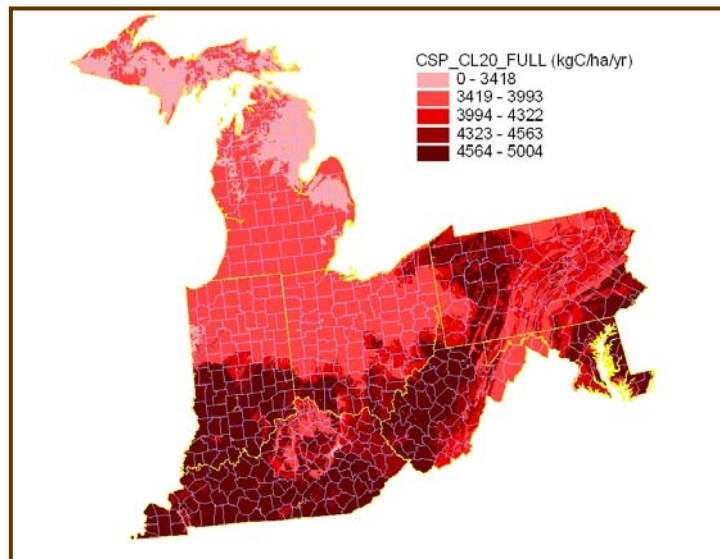 CSP_CL20_FULL (kgC/ha/yr)
0 - 3418
3419 - 3993
3994 - 4322
4323 - 4563
4564 - 5004